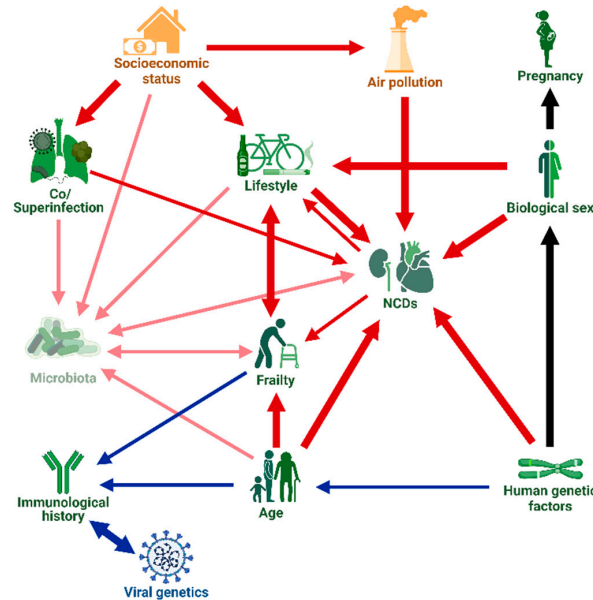 Socioeconomic
status
Air pollution
Pregnancy
Co/
Superinfection
Lifestyle
Biological sex
NCDs
Microbiota
Frailty
Immunological
history
Age
Human genetic
factors
Viral genetics